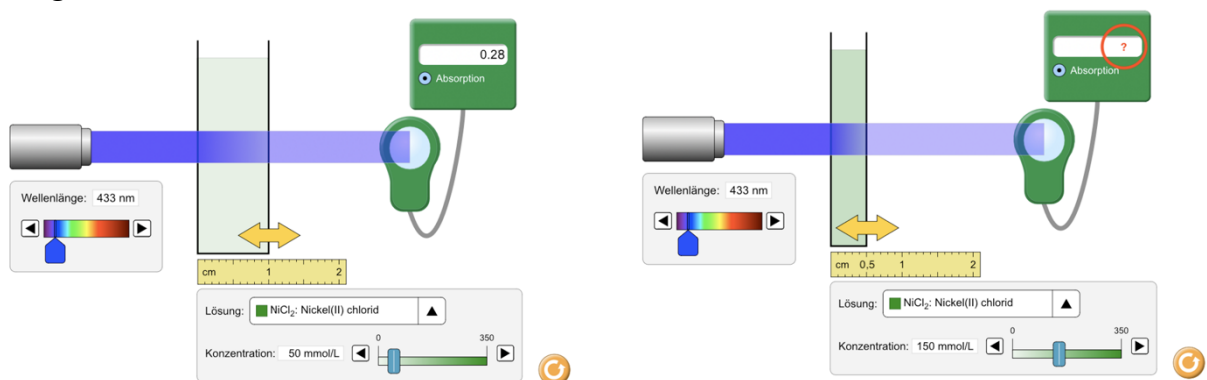 0.28
Absorption
Wellenlänge: 433 nm
cm 1 2
Lösung: NiCl₂: Nickel(II) chlorid
0 350
Konzentration: 50 mmol/L
?
Absorption
Wellenlänge: 433 nm
cm 0,5 1 2
Lösung: NiCl₂: Nickel(II) chlorid
0 350
Konzentration: 150 mmol/L